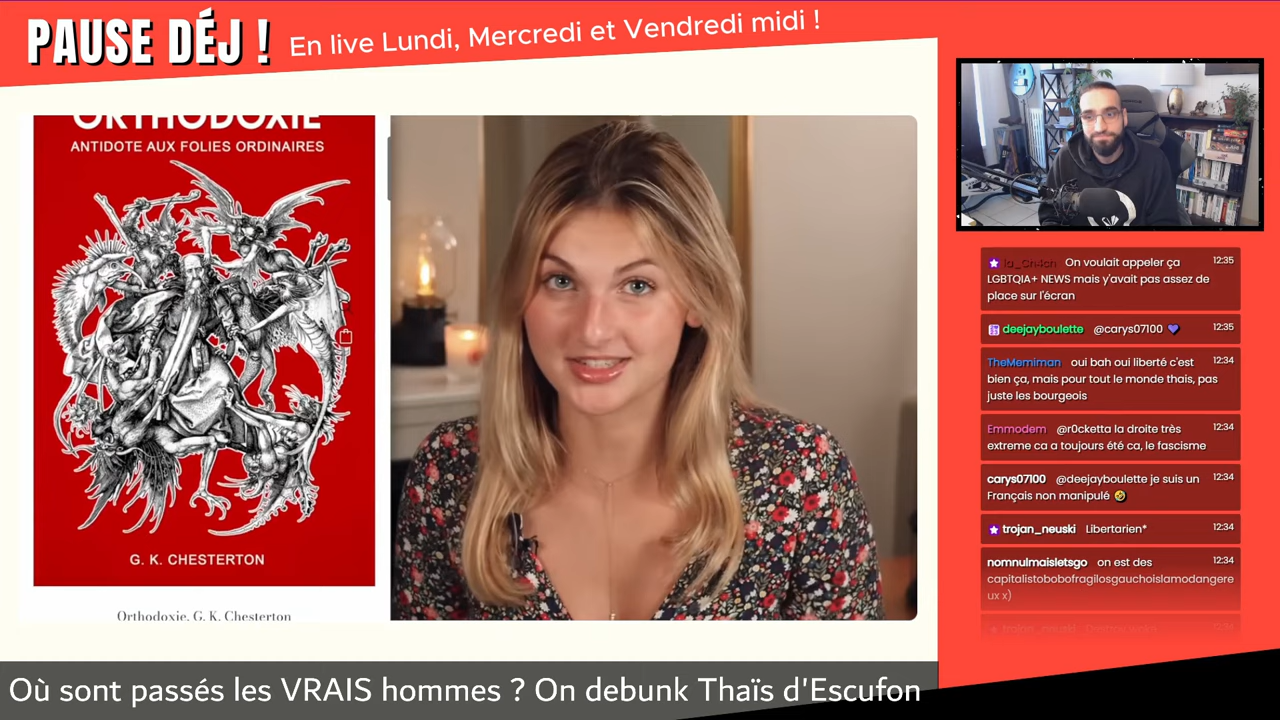 PAUSE DÉJ !
En live Lundi, Mercredi et Vendredi midi !
ORTHODOXIE
ANTIDOTE AUX FOLIES ORDINAIRES
G. K. CHESTERTON
Orthodoxie, G. K. Chesterton
la_Ch4ch On voulait appeler ça 12:35
LGBTQIA+ NEWS mais y'avait pas assez de
place sur l'écran
deejayboulette @carys07100 💜 12:35
TheMemiman oui bah oui liberté c'est 12:34
bien ça, mais pour tout le monde thais, pas
juste les bourgeois
Emmodem @r0cketta la droite très 12:34
extreme ca a toujours été ca, le fascisme
carys07100 @deejayboulette je suis un 12:34
Français non manipulé 🤣
trojan_neuski Libertarien* 12:34
nomnulmaisletsgo on est des 12:34
capitalistobobofragilosgauchoislamodangere
ux x)
Où sont passés les VRAIS hommes ? On debunk Thaïs d'Escufon